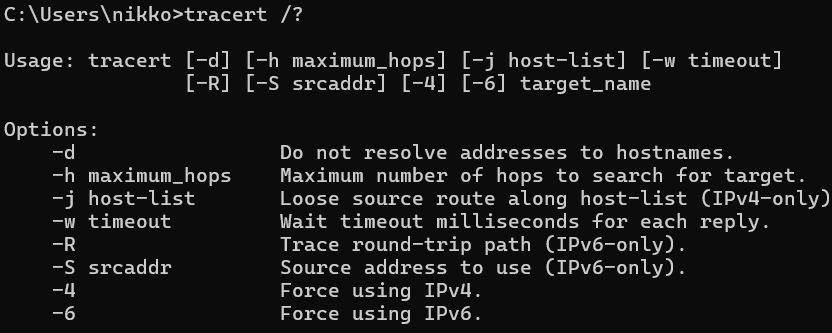 C:\Users\nikko>tracert /?
Usage: tracert [-d] [-h maximum_hops] [-j host-list] [-w timeout]
               [-R] [-S srcaddr] [-4] [-6] target_name
Options:
    -d                 Do not resolve addresses to hostnames.
    -h maximum_hops    Maximum number of hops to search for target.
    -j host-list       Loose source route along host-list (IPv4-only)
    -w timeout         Wait timeout milliseconds for each reply.
    -R                 Trace round-trip path (IPv6-only).
    -S srcaddr         Source address to use (IPv6-only).
    -4                 Force using IPv4.
    -6                 Force using IPv6.